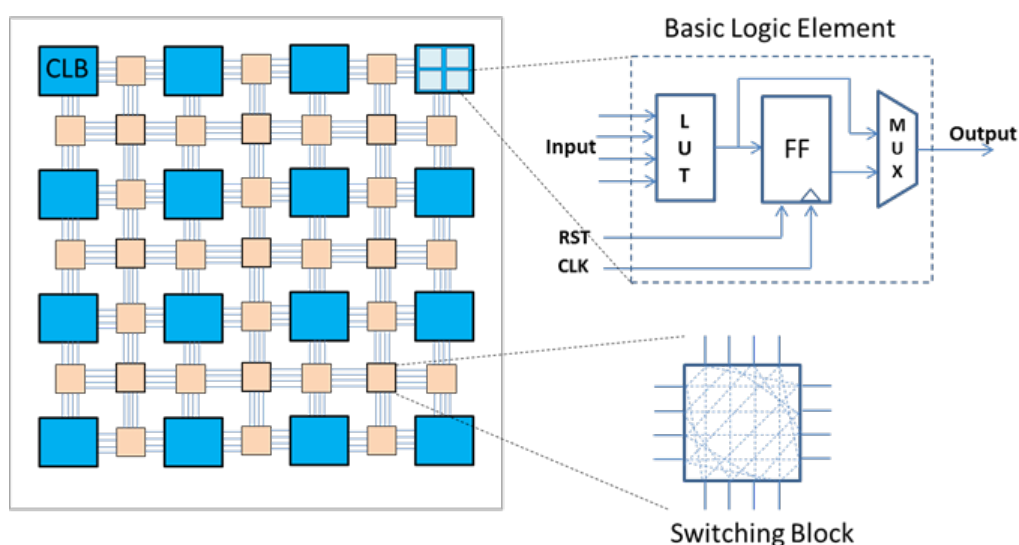 Basic Logic Element
CLB
L
U
T
FF
M
U
X
Input
Output
RST
CLK
Switching Block